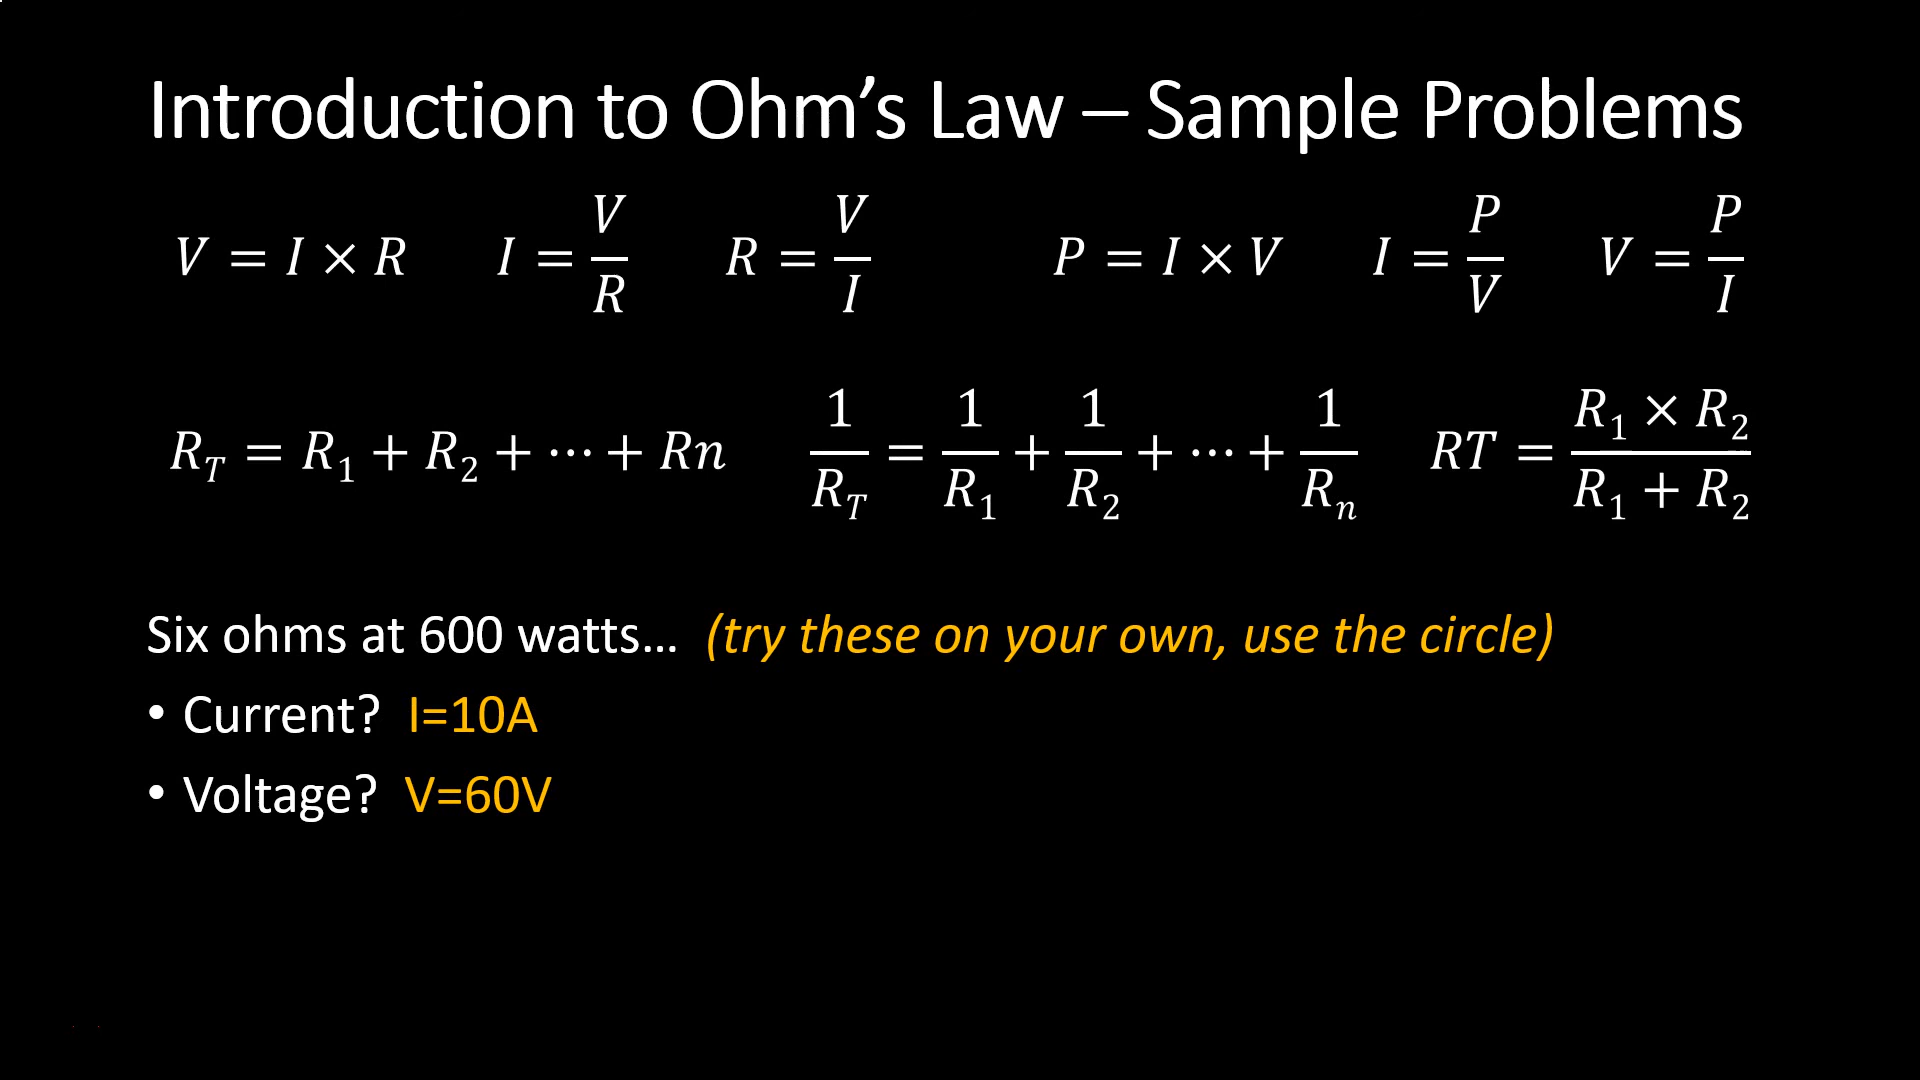 Introduction to Ohm’s Law – Sample Problems
V = I × R   I = V/R   R = V/I   P = I × V   I = P/V   V = P/I
R_T = R_1 + R_2 + ⋯ + Rn   1/R_T = 1/R_1 + 1/R_2 + ⋯ + 1/R_n   RT = (R_1 × R_2)/(R_1 + R_2)
Six ohms at 600 watts... (try these on your own, use the circle)
• Current? I=10A
• Voltage? V=60V